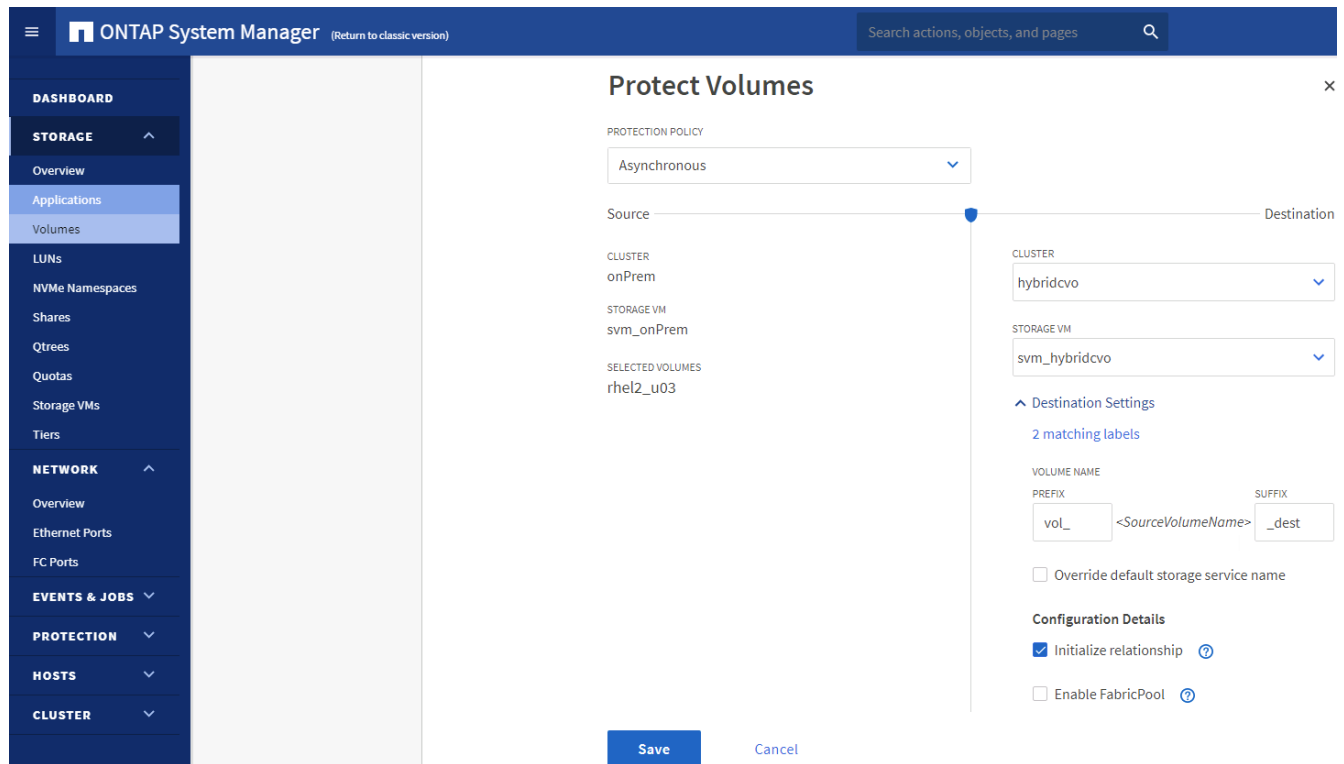 ONTAP System Manager (Return to classic version)
Search actions, objects, and pages
DASHBOARD
STORAGE
Overview
Applications
Volumes
LUNs
NVMe Namespaces
Shares
Qtrees
Quotas
Storage VMs
Tiers
NETWORK
Overview
Ethernet Ports
FC Ports
EVENTS & JOBS
PROTECTION
HOSTS
CLUSTER
Protect Volumes
PROTECTION POLICY
Asynchronous
Source
Destination
CLUSTER
onPrem
STORAGE VM
svm_onPrem
SELECTED VOLUMES
rhel2_u03
CLUSTER
hybridcvo
STORAGE VM
svm_hybridcvo
Destination Settings
2 matching labels
VOLUME NAME
PREFIX SUFFIX
vol_ <SourceVolumeName> _dest
Override default storage service name
Configuration Details
Initialize relationship ?
Enable FabricPool ?
Save Cancel